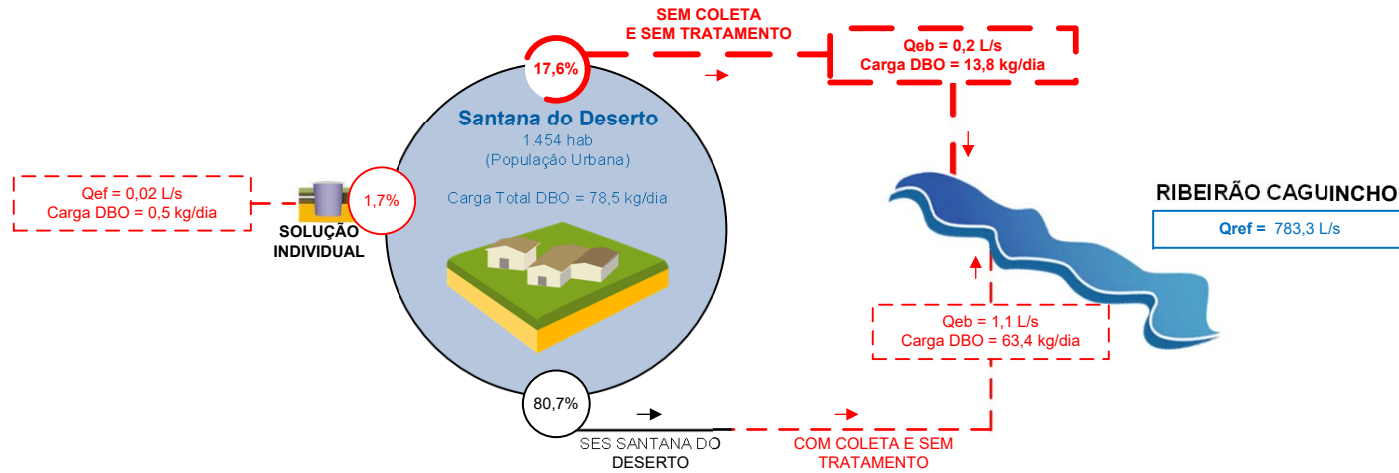 SEM COLETA
E SEM TRATAMENTO
Qeb = 0,2 L/s
Carga DBO = 13,8 kg/dia
17,6%
Santana do Deserto
1.454 hab
(População Urbana)
Carga Total DBO = 78,5 kg/dia
Qef = 0,02 L/s
Carga DBO = 0,5 kg/dia
1,7%
SOLUÇÃO
INDIVIDUAL
RIBEIRÃO CAGUINCHO
Qref = 783,3 L/s
Qeb = 1,1 L/s
Carga DBO = 63,4 kg/dia
80,7%
SES SANTANA DO
DESERTO
COM COLETA E SEM
TRATAMENTO